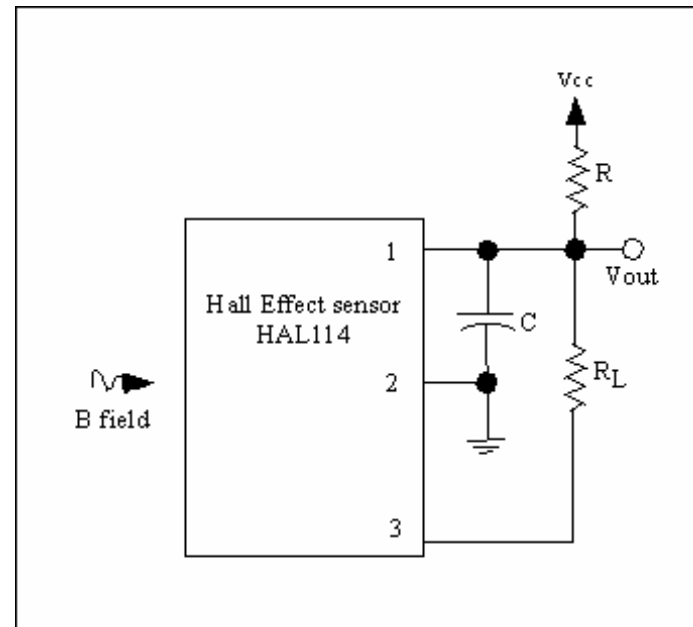 Vcc
R
1
Vout
Hall Effect sensor
HAL114
C
2
RL
B field
3